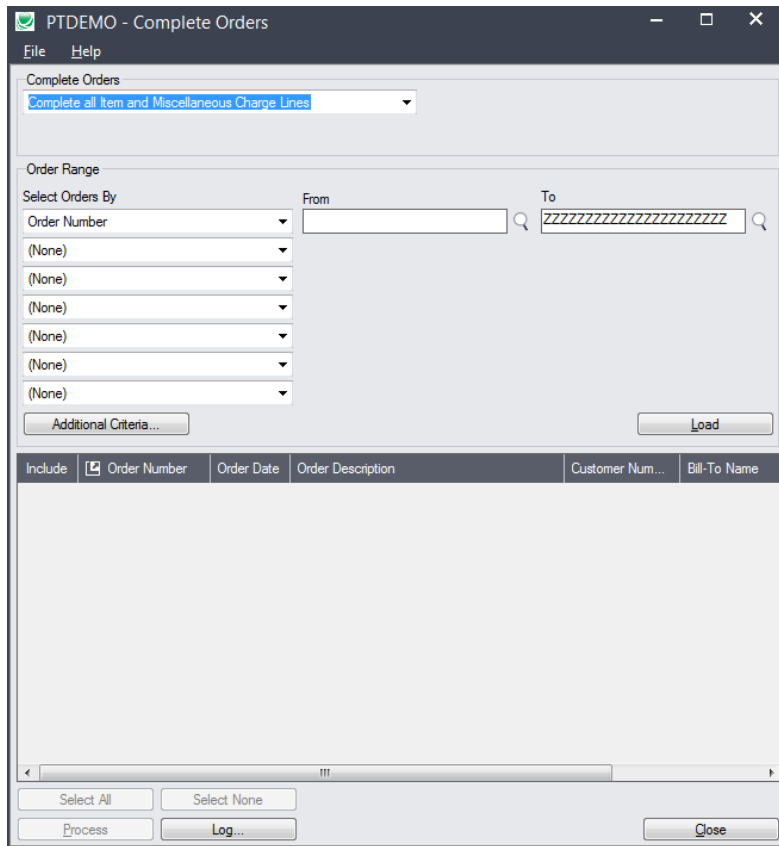 PTDEMO - Complete Orders
File Help
Complete Orders
Complete all Item and Miscellaneous Charge Lines
Order Range
Select Orders By From To
Order Number ZZZZZZZZZZZZZZZZZZZZZZ
(None)
(None)
(None)
(None)
(None)
(None)
Additional Criteria... Load
Include Order Number Order Date Order Description Customer Num... Bill-To Name
Select All Select None
Process Log... Close